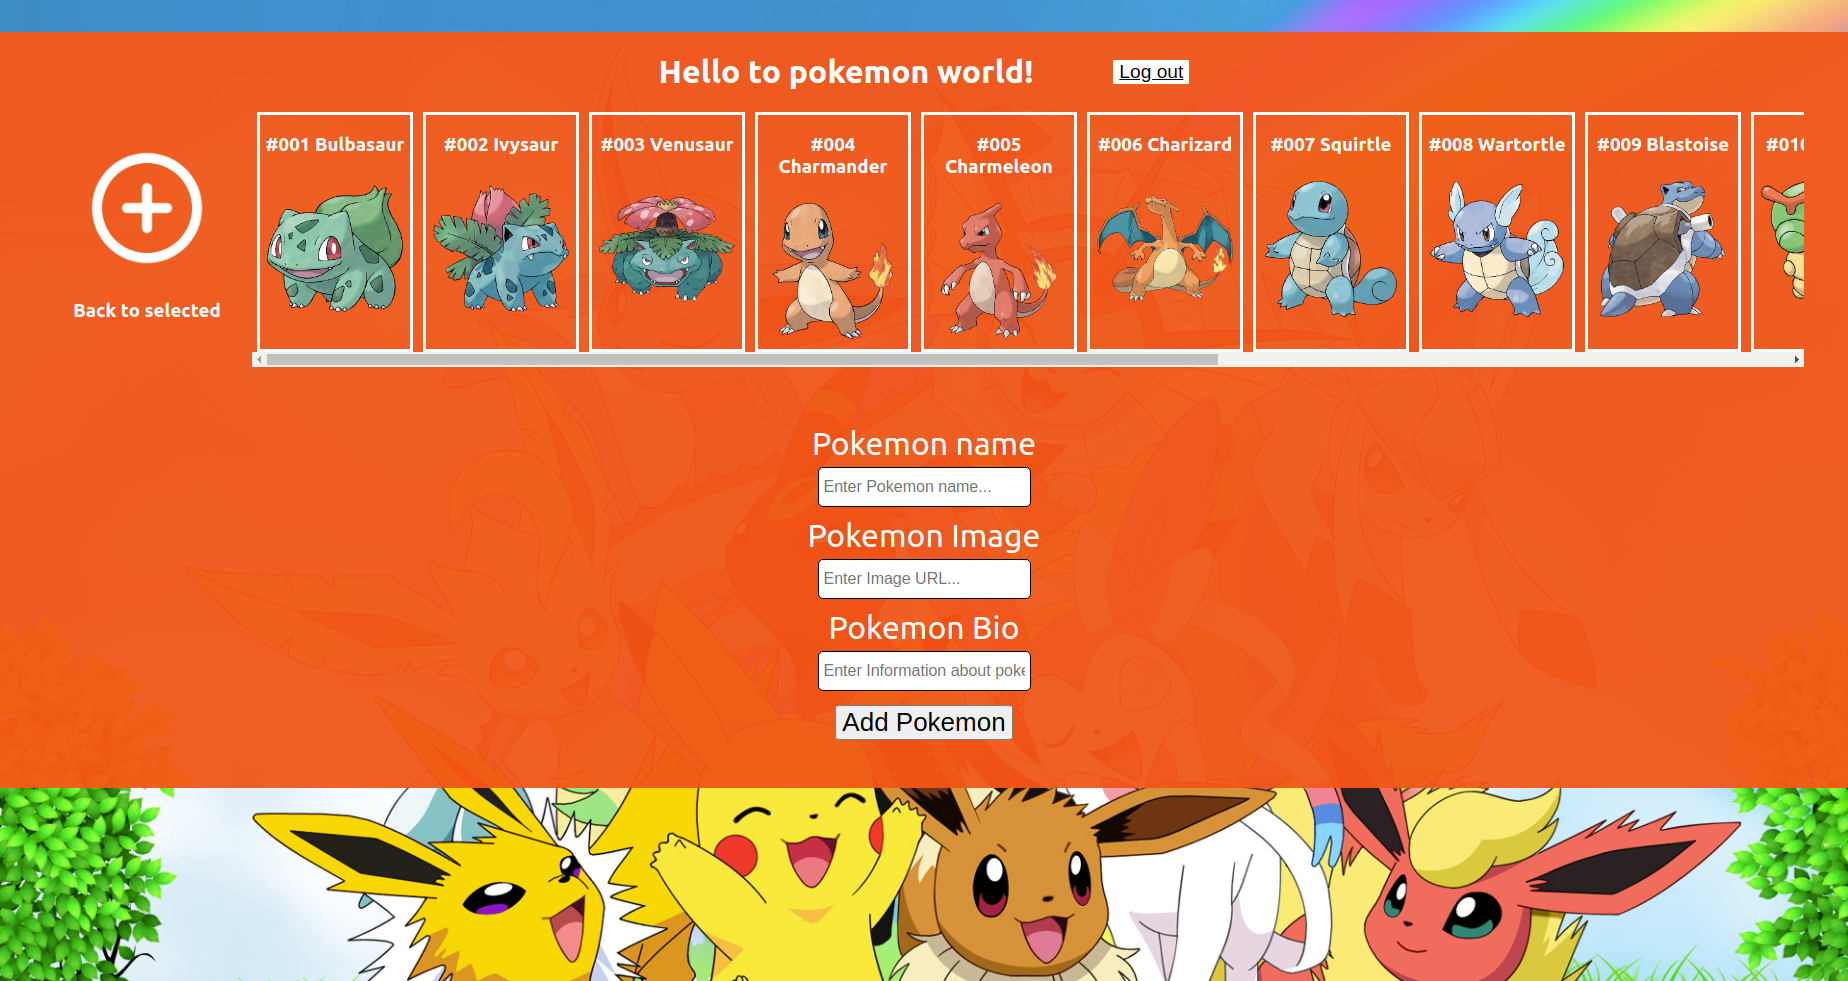 Hello to pokemon world!
Log out
Back to selected
#001 Bulbasaur
#002 Ivysaur
#003 Venusaur
#004
Charmander
#005
Charmeleon
#006 Charizard
#007 Squirtle
#008 Wartortle
#009 Blastoise
Pokemon name
Enter Pokemon name...
Pokemon Image
Enter Image URL...
Pokemon Bio
Enter Information about poke
Add Pokemon